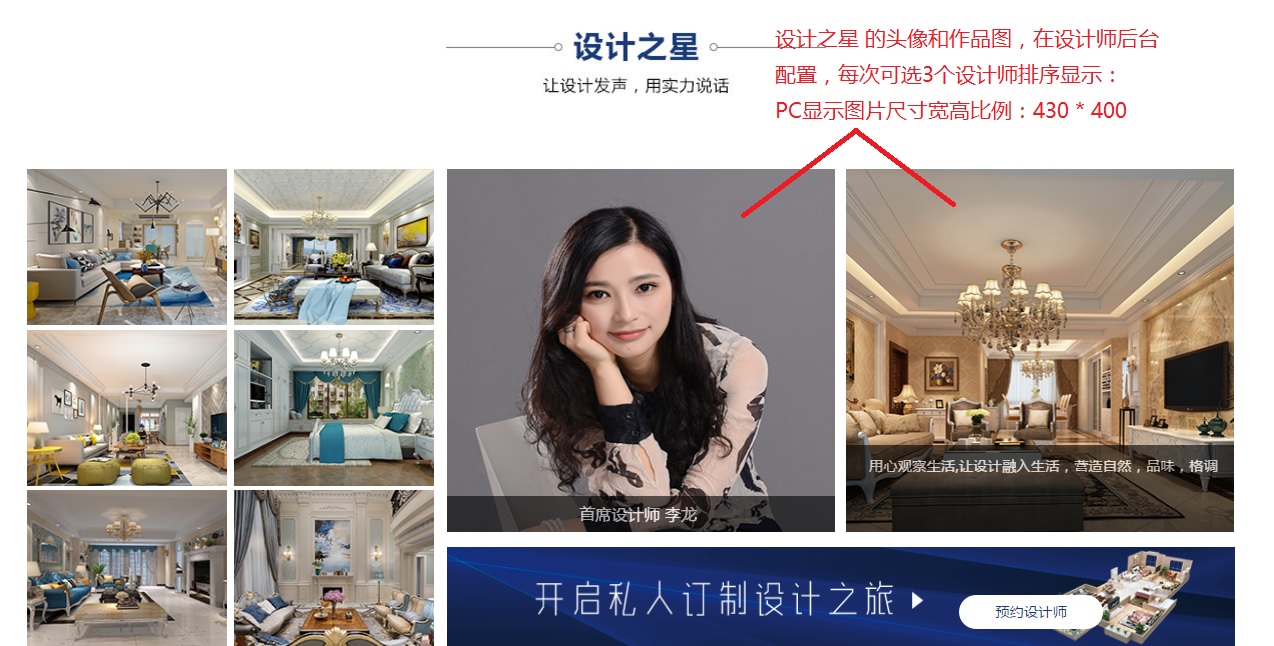 设计之星
让设计发声，用实力说话
设计之星 的头像和作品图，在设计师后台
配置，每次可选3个设计师排序显示：
PC显示图片尺寸宽高比例：430 * 400
首席设计师 李龙
用心观察生活,让设计融入生活，营造自然，品味，格调
开启私人订制设计之旅
预约设计师